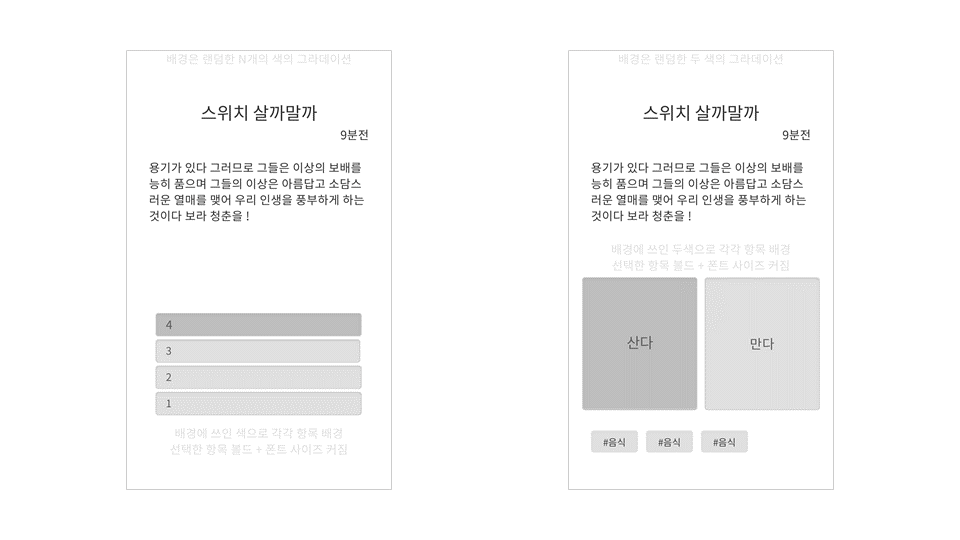 배경은 랜덤한 N개의 색의 그라데이션
스위치 살까말까
9분전
용기가 있다 그러므로 그들은 이상의 보배를
능히 품으며 그들의 이상은 아름답고 소담스
러운 열매를 맺어 우리 인생을 풍부하게 하는
것이다 보라 청춘을 !
4
3
2
1
배경에 쓰인 색으로 각각 항목 배경
선택한 항목 볼드 + 폰트 사이즈 커짐
배경은 랜덤한 두 색의 그라데이션
스위치 살까말까
9분전
용기가 있다 그러므로 그들은 이상의 보배를
능히 품으며 그들의 이상은 아름답고 소담스
러운 열매를 맺어 우리 인생을 풍부하게 하는
것이다 보라 청춘을 !
배경에 쓰인 두색으로 각각 항목 배경
선택한 항목 볼드 + 폰트 사이즈 커짐
산다
만다
#음식 #음식 #음식